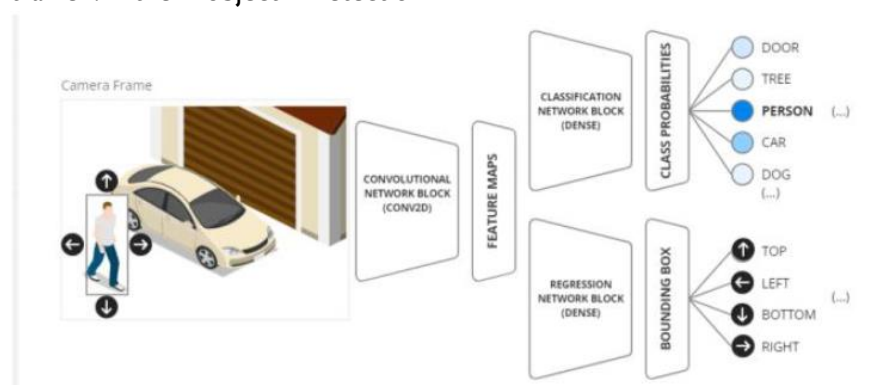 Camera Frame
CONVOLUTIONAL
NETWORK BLOCK
(CONV2D)
FEATURE MAPS
CLASSIFICATION
NETWORK BLOCK
(DENSE)
CLASS PROBABILITIES
DOOR
TREE
PERSON (...)
CAR
DOG
(...)
REGRESSION
NETWORK BLOCK
(DENSE)
BOUNDING BOX
TOP
LEFT (...)
BOTTOM
RIGHT